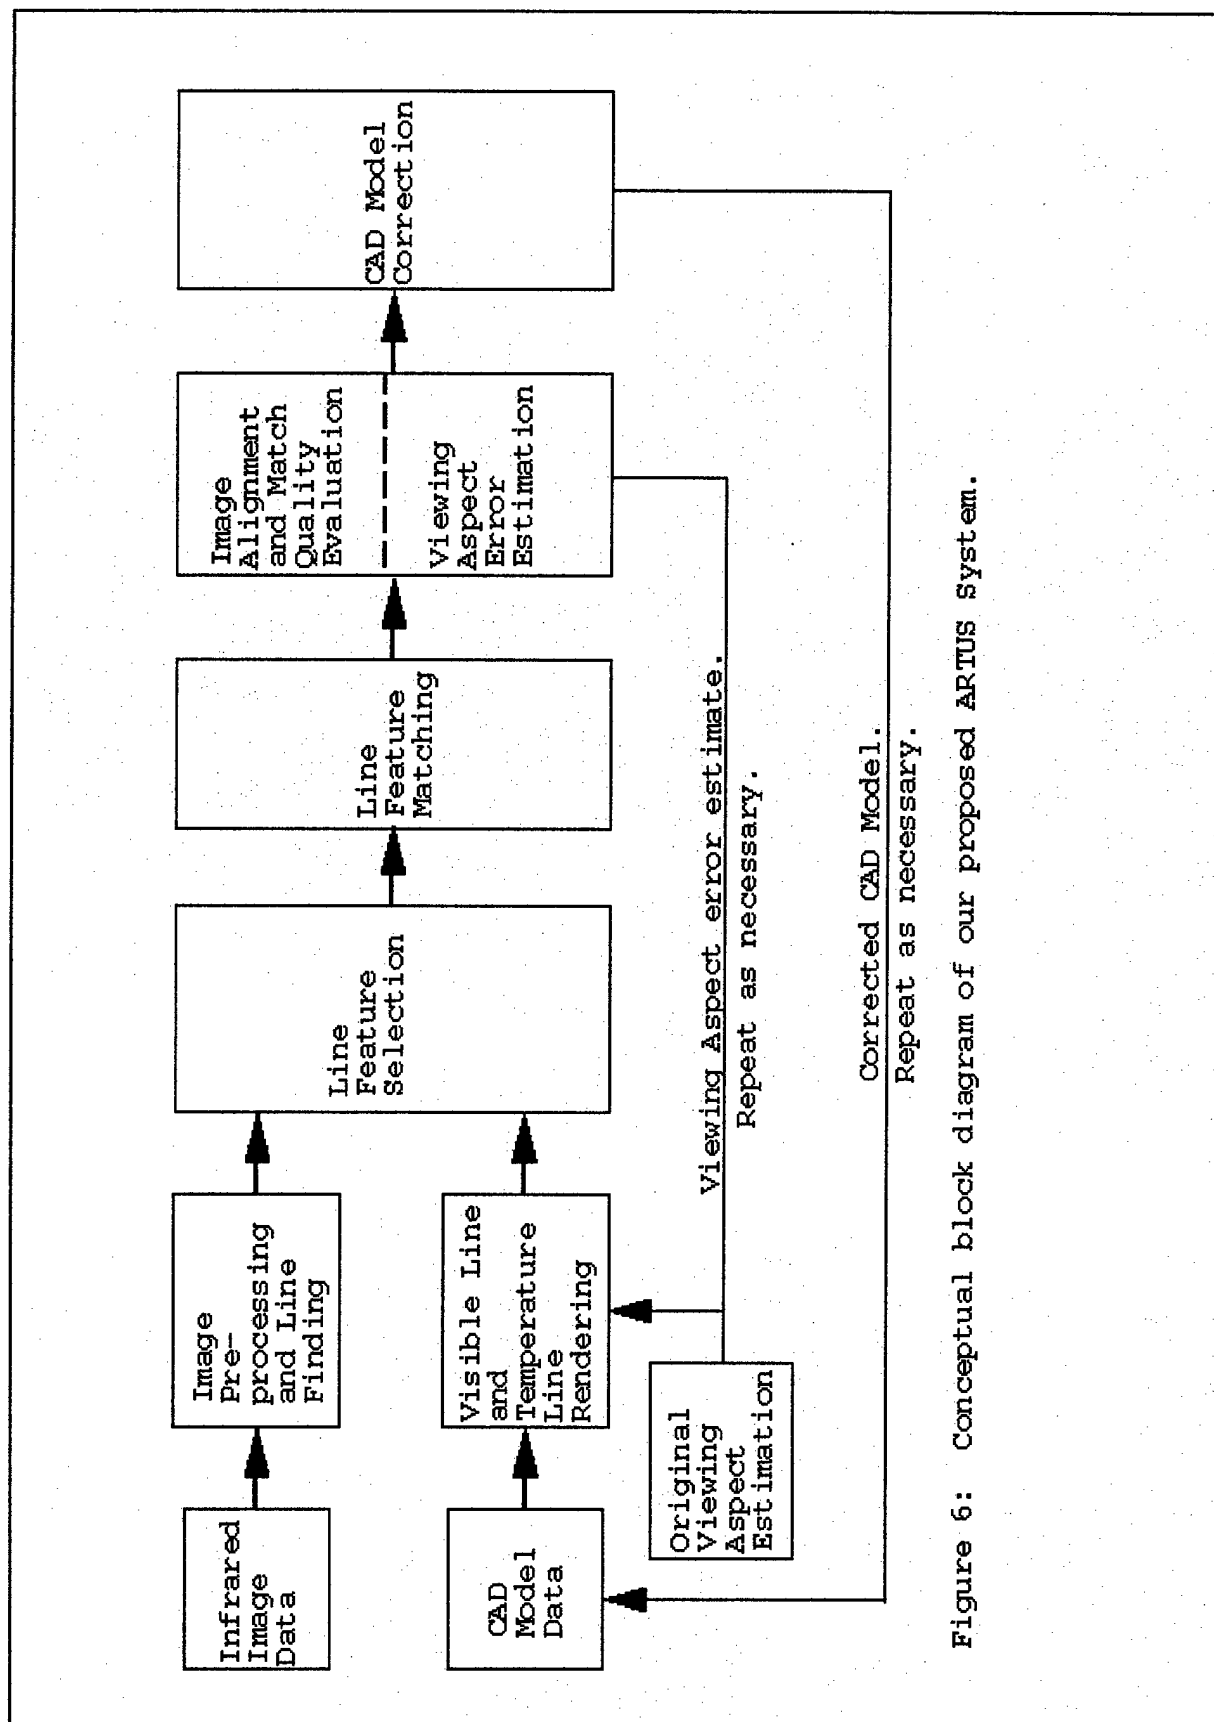 Infrared
Image
Data
Image
Pre-
processing
and Line
Finding
CAD
Model
Data
Visible Line
and
Temperature
Line
Rendering
Original
Viewing
Aspect
Estimation
Line
Feature
Selection
Line
Feature
Matching
Image
Alignment
and Match
Quality
Evaluation
Viewing
Aspect
Error
Estimation
CAD Model
Correction
Viewing Aspect error estimate.
Repeat as necessary.
Corrected CAD Model.
Repeat as necessary.
Figure 6: Conceptual block diagram of our proposed ARTUS System.